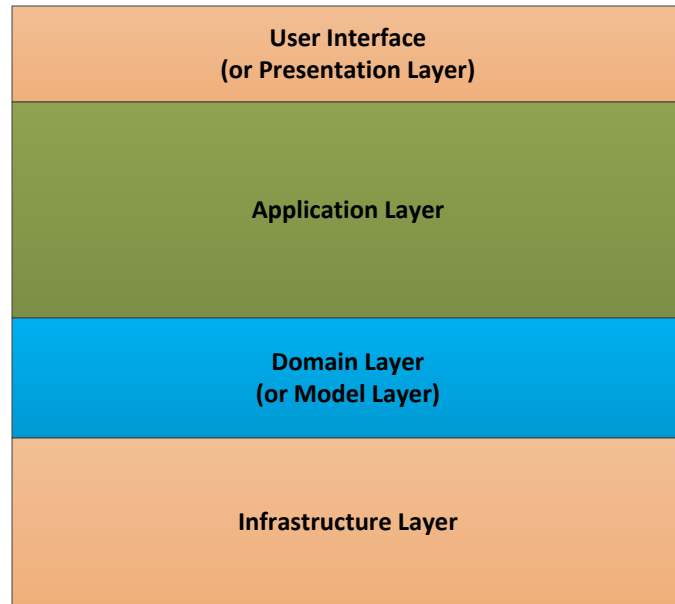 User Interface
(or Presentation Layer)
Application Layer
Domain Layer
(or Model Layer)
Infrastructure Layer